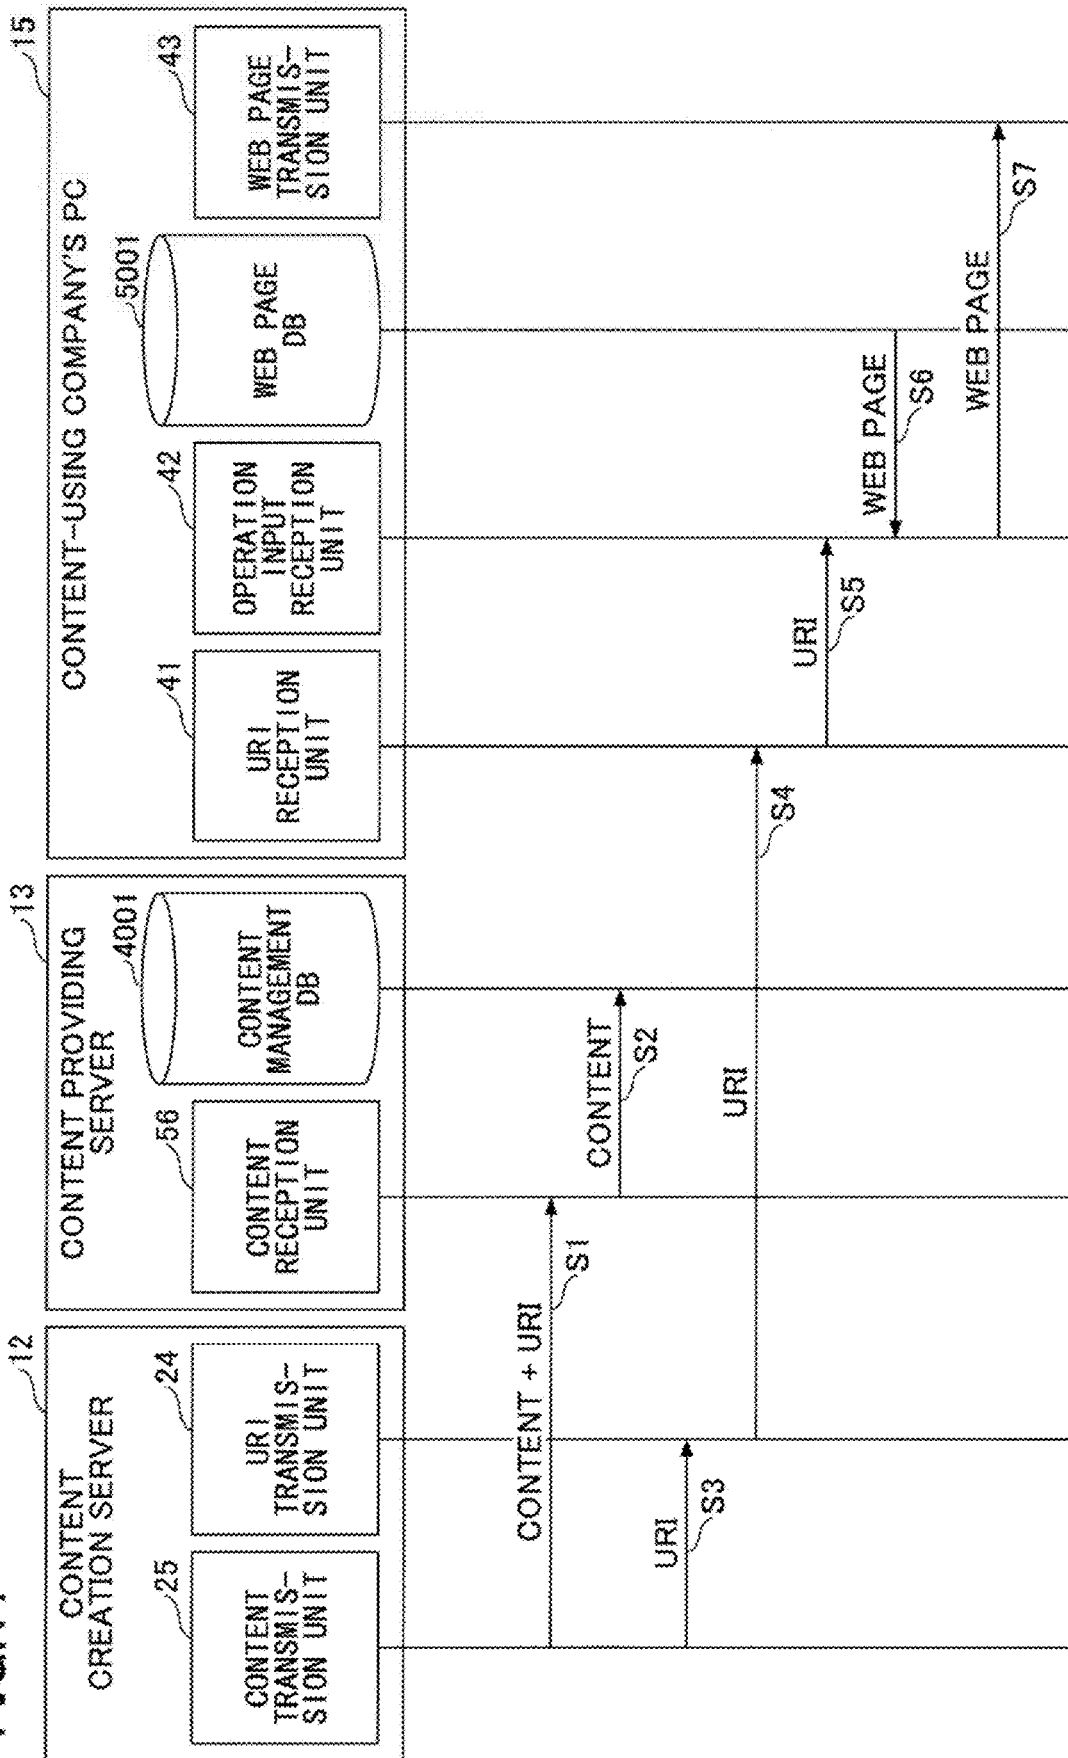 12
CONTENT
CREATION SERVER
25
CONTENT
TRANSMIS-
SION UNIT
24
URI
TRANSMIS-
SION UNIT
13
CONTENT PROVIDING
SERVER
56
CONTENT
RECEPTION
UNIT
4001
CONTENT
MANAGEMENT
DB
15
CONTENT-USING COMPANY'S PC
41
URI
RECEPTION
UNIT
42
OPERATION
INPUT
RECEPTION
UNIT
5001
WEB PAGE
DB
43
WEB PAGE
TRANSMIS-
SION UNIT
CONTENT + URI
S1
CONTENT
S2
URI
S3
URI
S4
URI
S5
WEB PAGE
S6
WEB PAGE
S7